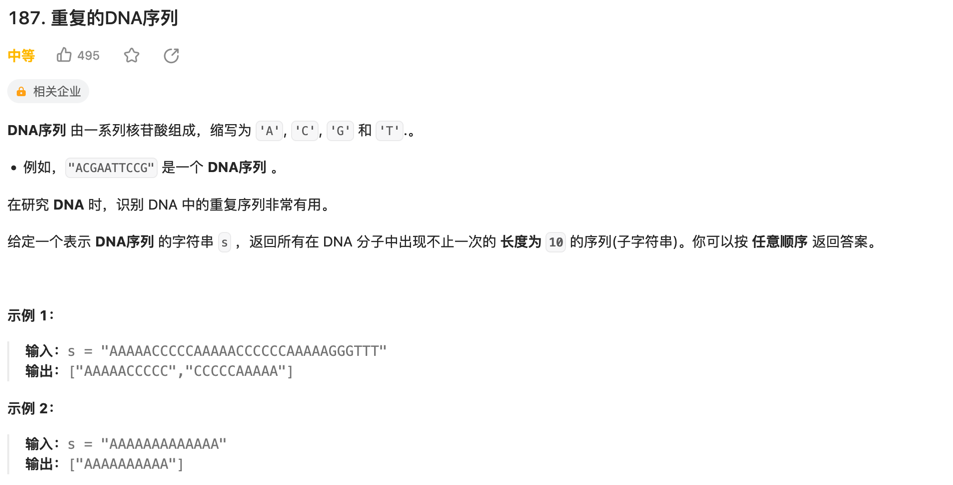 187. 重复的DNA序列
中等 495
相关企业
DNA序列 由一系列核苷酸组成，缩写为 'A', 'C', 'G' 和 'T'.。
• 例如，"ACGAATTCCG" 是一个 DNA序列 。
在研究 DNA 时，识别 DNA 中的重复序列非常有用。
给定一个表示 DNA序列 的字符串 s ，返回所有在 DNA 分子中出现不止一次的 长度为 10 的序列(子字符串)。你可以按 任意顺序 返回答案。
示例 1：
输入：s = "AAAAACCCCCAAAAACCCCCCAAAAAGGGTTT"
输出：["AAAAACCCCC","CCCCCAAAAA"]
示例 2：
输入：s = "AAAAAAAAAAAAA"
输出：["AAAAAAAAAA"]